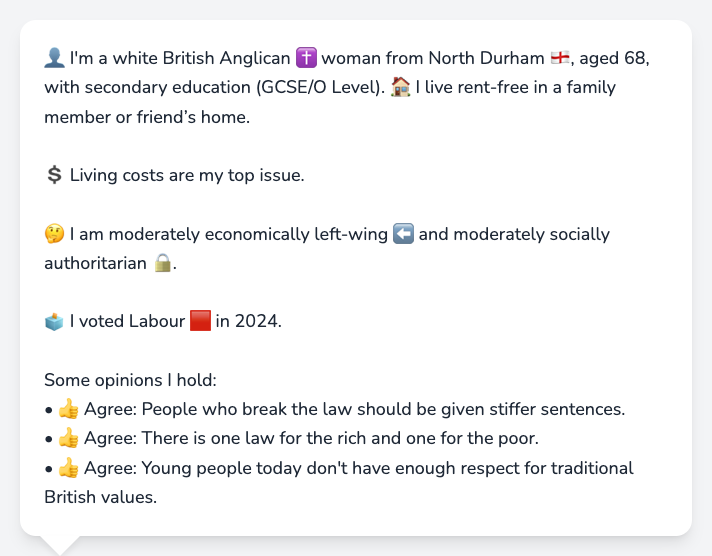 👤 I'm a white British Anglican ✝️ woman from North Durham 🏴󠁧󠁢󠁥󠁮󠁧󠁿, aged 68,
with secondary education (GCSE/O Level). 🏠 I live rent-free in a family
member or friend’s home.
💲 Living costs are my top issue.
🤔 I am moderately economically left-wing ⬅️ and moderately socially
authoritarian 🔒.
🗳️ I voted Labour 🟥 in 2024.
Some opinions I hold:
• 👍 Agree: People who break the law should be given stiffer sentences.
• 👍 Agree: There is one law for the rich and one for the poor.
• 👍 Agree: Young people today don't have enough respect for traditional
British values.